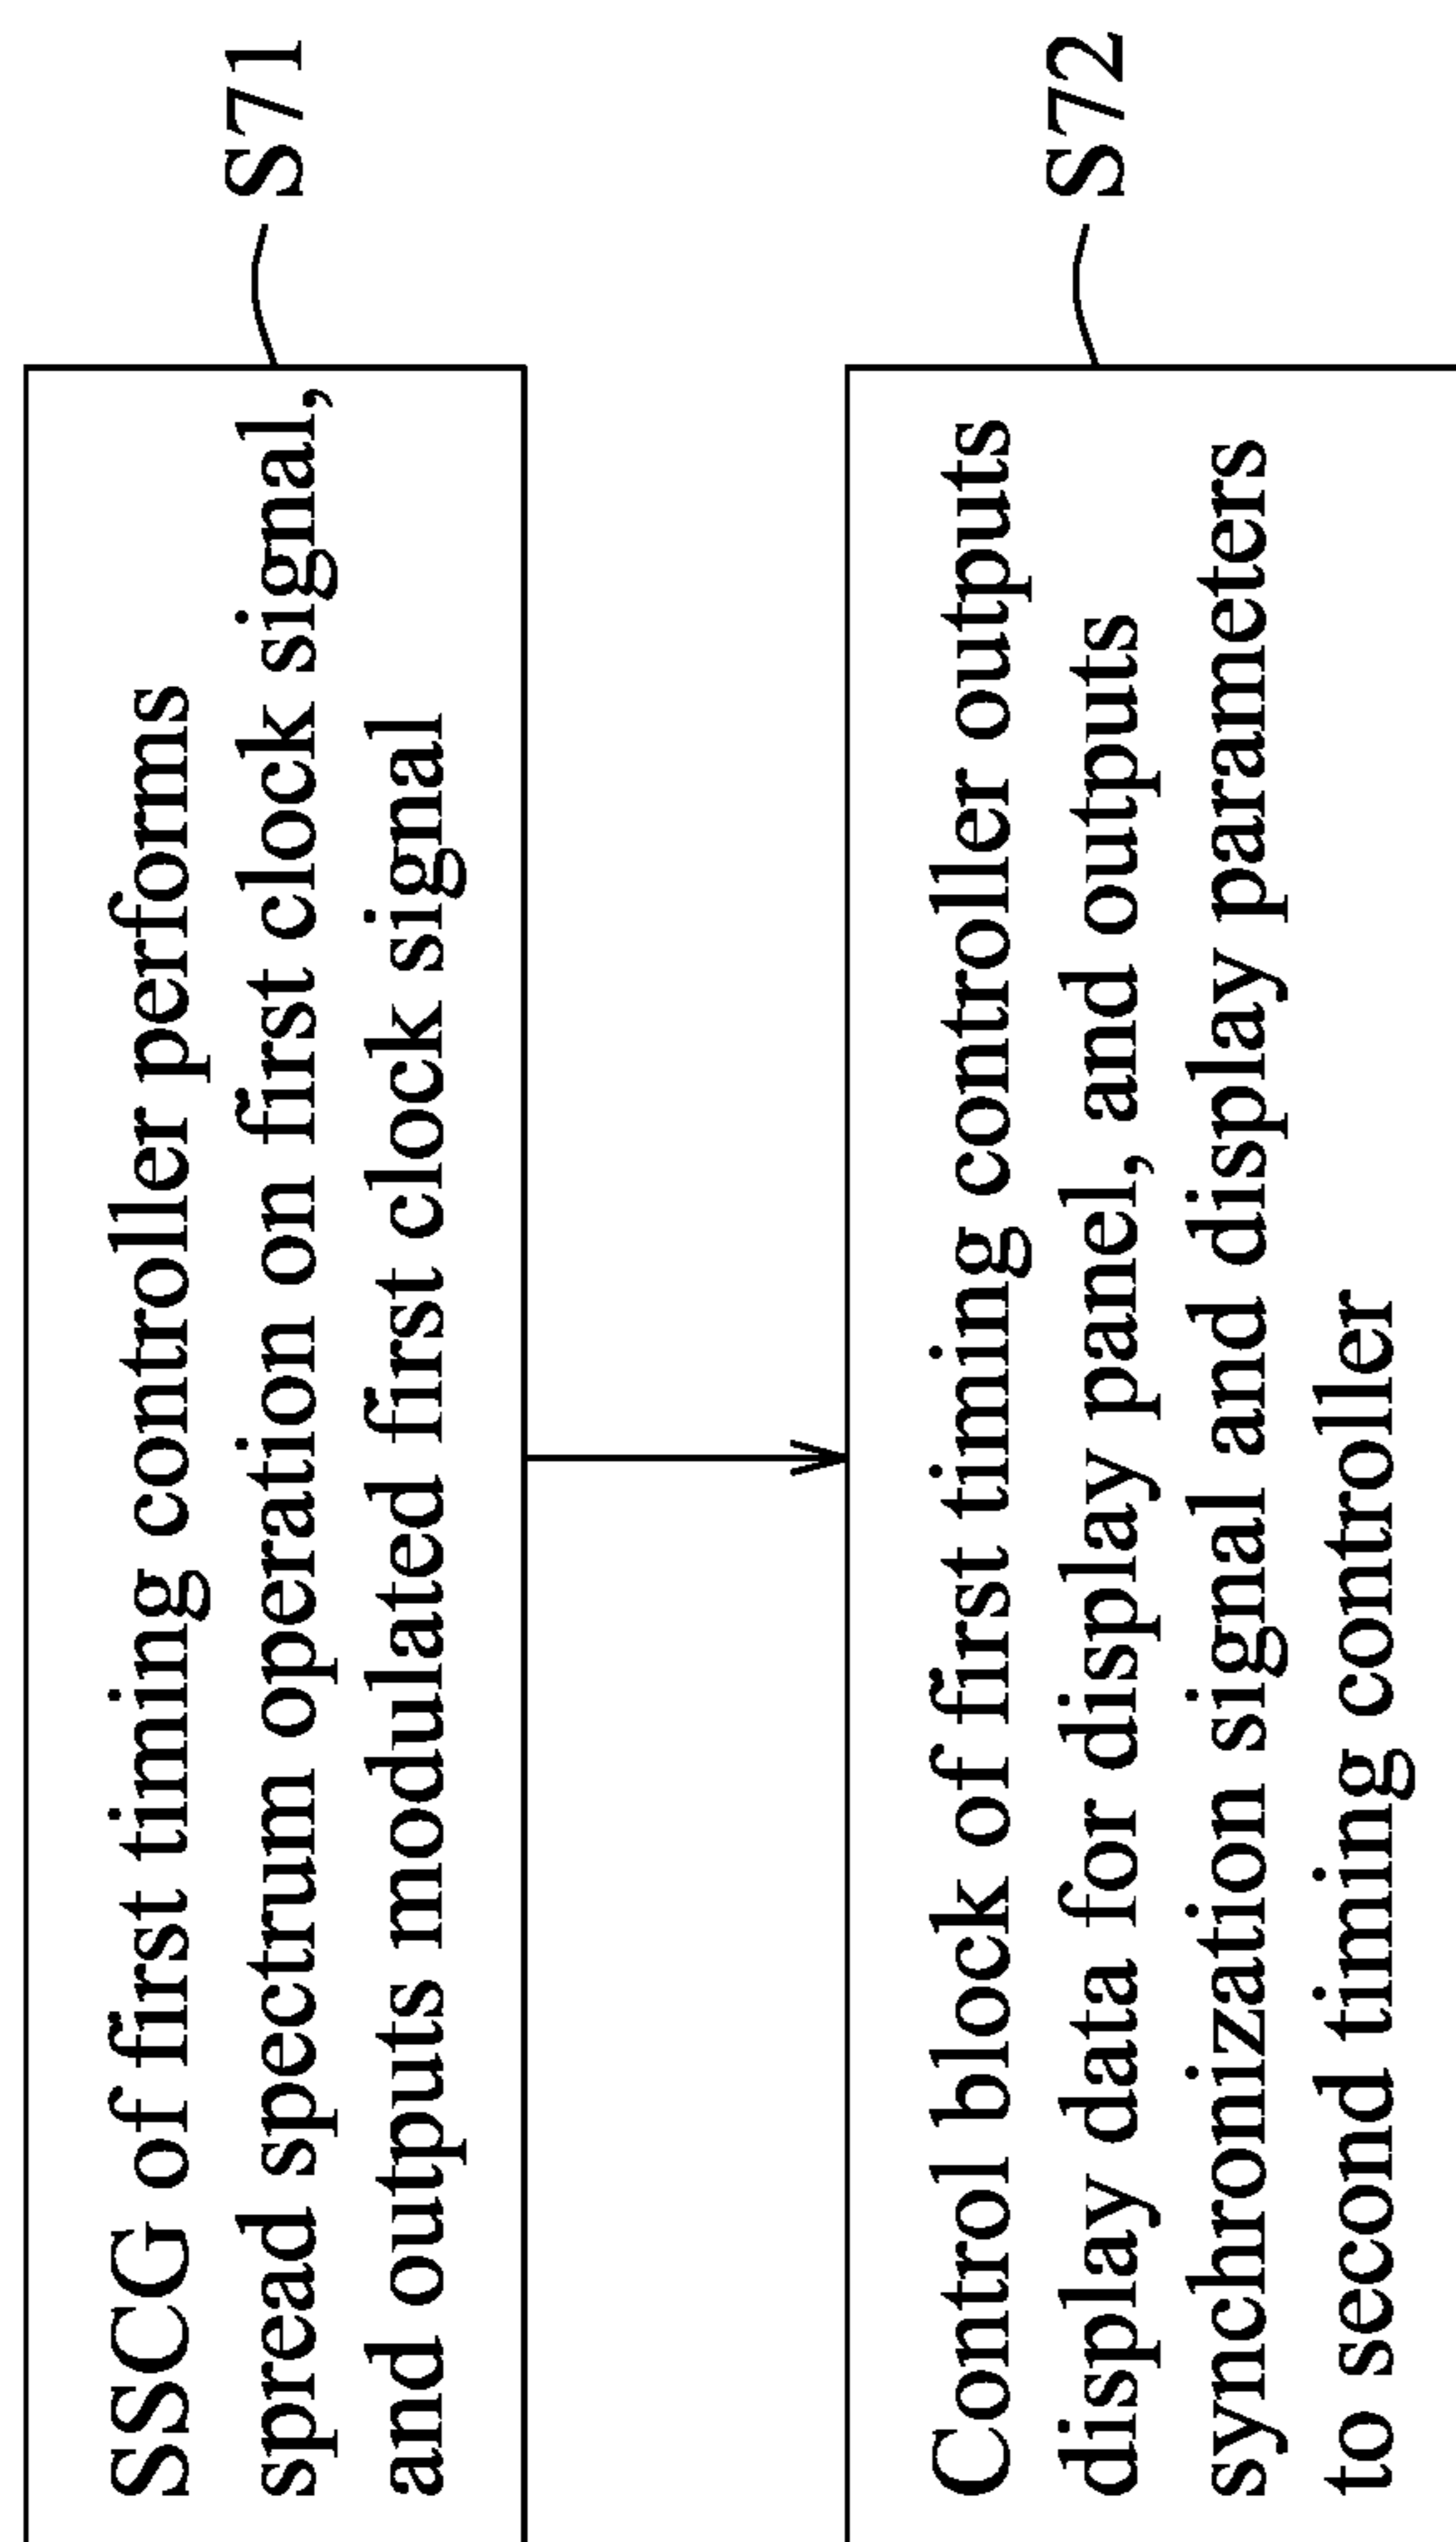 SSCG of first timing controller performs
spread spectrum operation on first clock signal,
and outputs modulated first clock signal
S71
Control block of first timing controller outputs
display data for display panel, and outputs
synchronization signal and display parameters
to second timing controller
S72